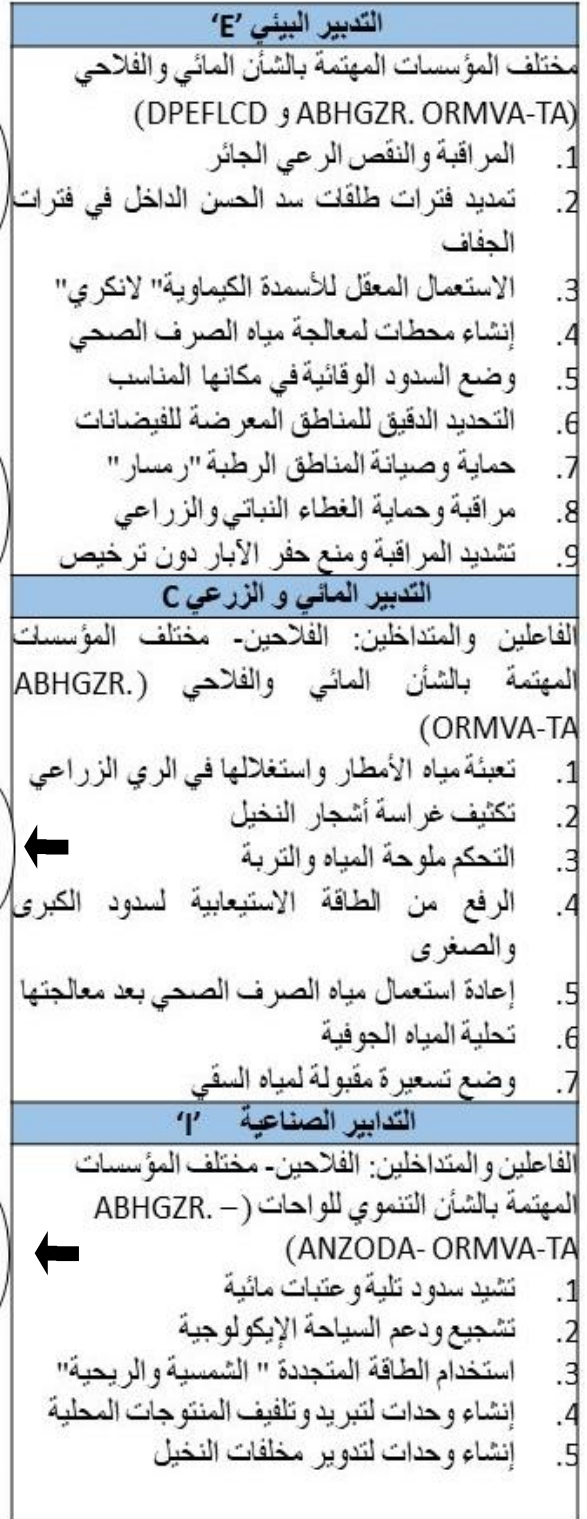 التدبير البيئي 'E'
مختلف المؤسسات المهتمة بالشأن المائي والفلاحي
(ABHGZR. ORMVA-TA و DPEFLCD)
1. المراقبة والنقص الرعي الجائر
2. تمديد فترات طلقات سد الحسن الداخل في فترات
الجفاف
3. الاستعمال المعقل للأسمدة الكيماوية" لانكري"
4. إنشاء محطات لمعالجة مياه الصرف الصحي
5. وضع السدود الوقائية في مكانها المناسب
6. التحديد الدقيق للمناطق المعرضة للفيضانات
7. حماية وصيانة المناطق الرطبة "رمسار"
8. مراقبة وحماية الغطاء النباتي والزراعي
9. تشديد المراقبة ومنع حفر الآبار دون ترخيص
التدبير المائي و الزرعي C
الفاعلين والمتداخلين: الفلاحين- مختلف المؤسسات
المهتمة بالشأن المائي والفلاحي (ABHGZR.
ORMVA-TA)
1. تعبئة مياه الأمطار واستغلالها في الري الزراعي
2. تكثيف غراسة أشجار النخيل
3. التحكم ملوحة المياه والتربة
4. الرفع من الطاقة الاستيعابية لسدود الكبرى
والصغرى
5. إعادة استعمال مياه الصرف الصحي بعد معالجتها
6. تحلية المياه الجوفية
7. وضع تسعيرة مقبولة لمياه السقي
التدابير الصناعية 'I'
الفاعلين والمتداخلين: الفلاحين- مختلف المؤسسات
المهتمة بالشأن التنموي للواحات (– ABHGZR.
ANZODA- ORMVA-TA)
1. تشيد سدود تلية وعتبات مائية
2. تشجيع ودعم السياحة الإيكولوجية
3. استخدام الطاقة المتجددة " الشمسية والريحية"
4. إنشاء وحدات لتبريد وتلفيف المنتوجات المحلية
5. إنشاء وحدات لتدوير مخلفات النخيل